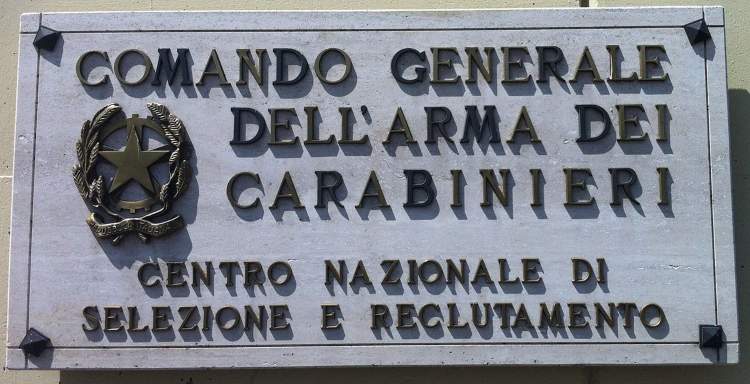 COMANDO GENERALE
DELL'ARMA DEI
CARABINIERI
CENTRO NAZIONALE DI
SELEZIONE E RECLUTAMENTO